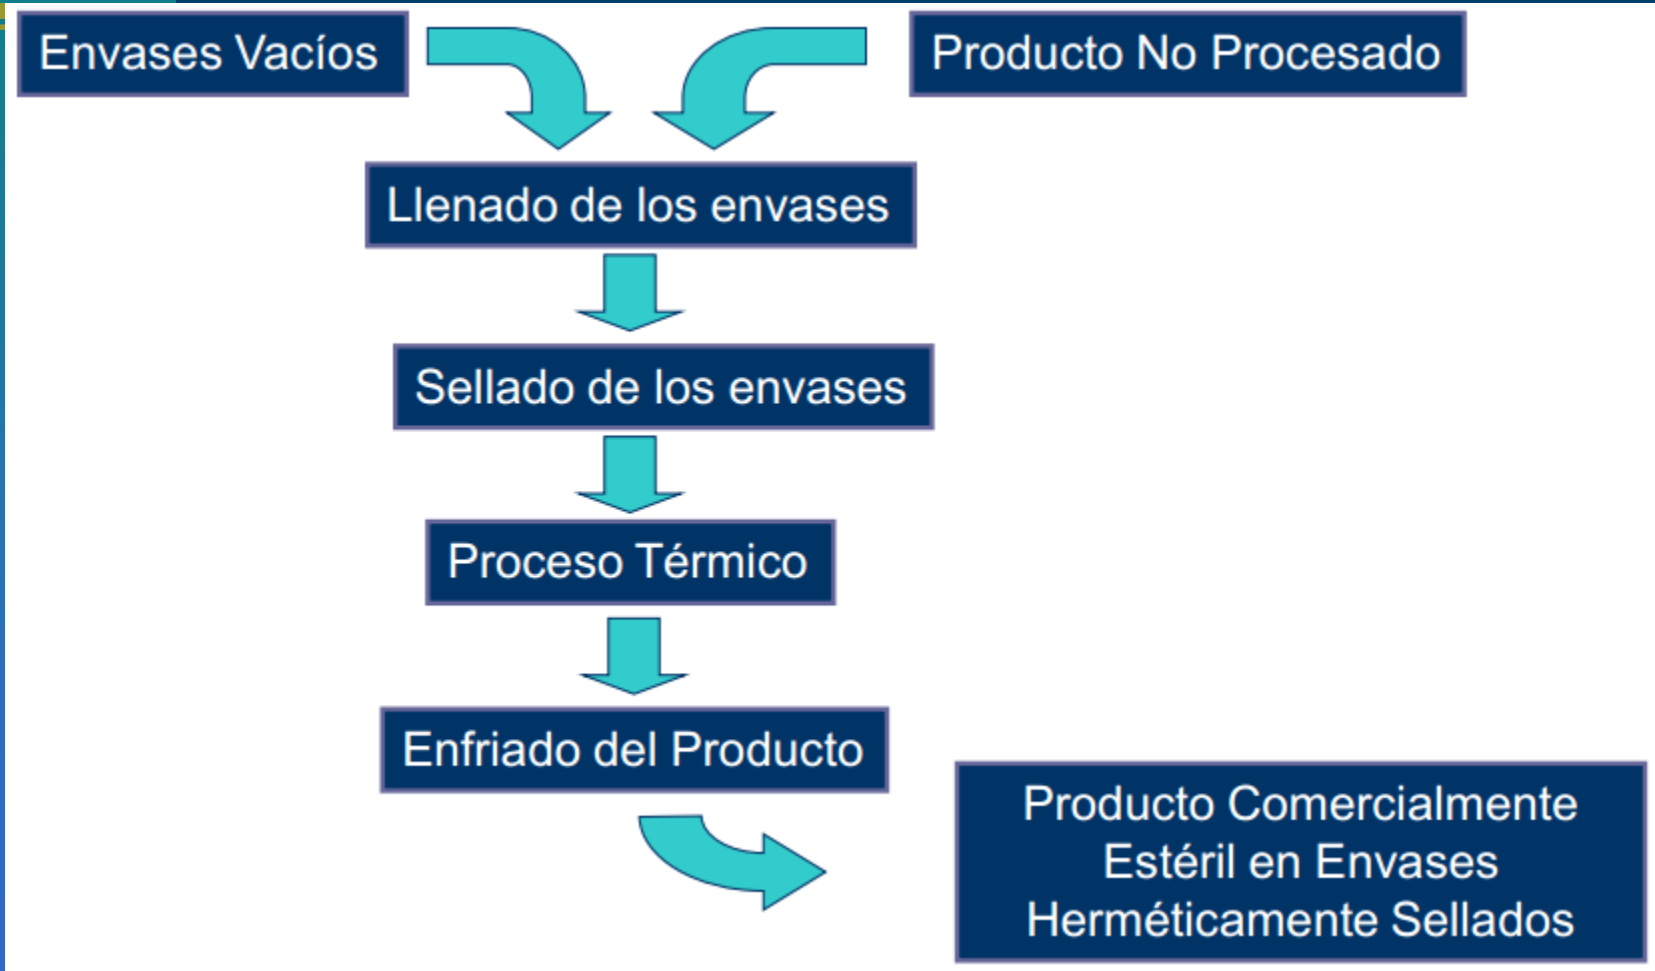 Envases Vacíos
Producto No Procesado
Llenado de los envases
Sellado de los envases
Proceso Térmico
Enfriado del Producto
Producto Comercialmente
Estéril en Envases
Herméticamente Sellados